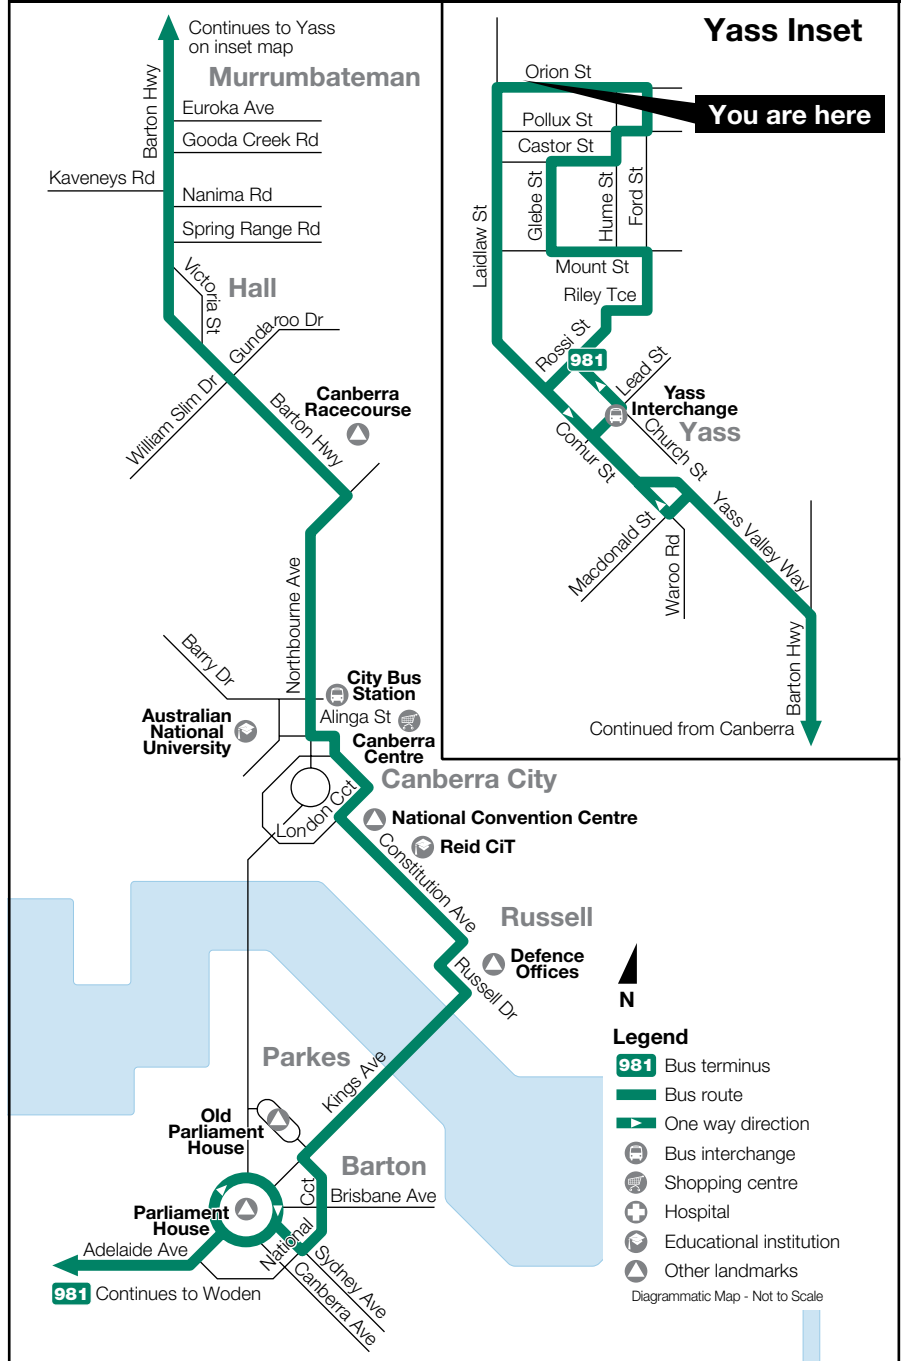 Continues to Yass
on inset map
Murrumbateman
Barton Hwy
Euroka Ave
Gooda Creek Rd
Kaveneys Rd
Nanima Rd
Spring Range Rd
Victoria St
Hall
Gundaroo Dr
William Slim Dr
Barton Hwy
Canberra
Racecourse
Northbourne Ave
Barry Dr
City Bus
Station
Alinga St
Australian
National
University
Canberra
Centre
Canberra City
London Cct
National Convention Centre
Reid CiT
Constitution Ave
Russell
Defence
Offices
Russell Dr
Parkes
Kings Ave
Old
Parliament
House
Barton
Cct
Brisbane Ave
Parliament
House
National
Adelaide Ave
Sydney Ave
Canberra Ave
981 Continues to Woden
Yass Inset
Orion St
You are here
Pollux St
Castor St
Laidlaw St
Glebe St
Hume St
Ford St
Mount St
Riley Tce
Rossi St
981
Lead St
Yass
Interchange
Yass
Church St
Comur St
Yass Valley Way
Macdonald St
Waroo Rd
Barton Hwy
Continued from Canberra
N
Legend
981 Bus terminus
Bus route
One way direction
Bus interchange
Shopping centre
Hospital
Educational institution
Other landmarks
Diagrammatic Map - Not to Scale